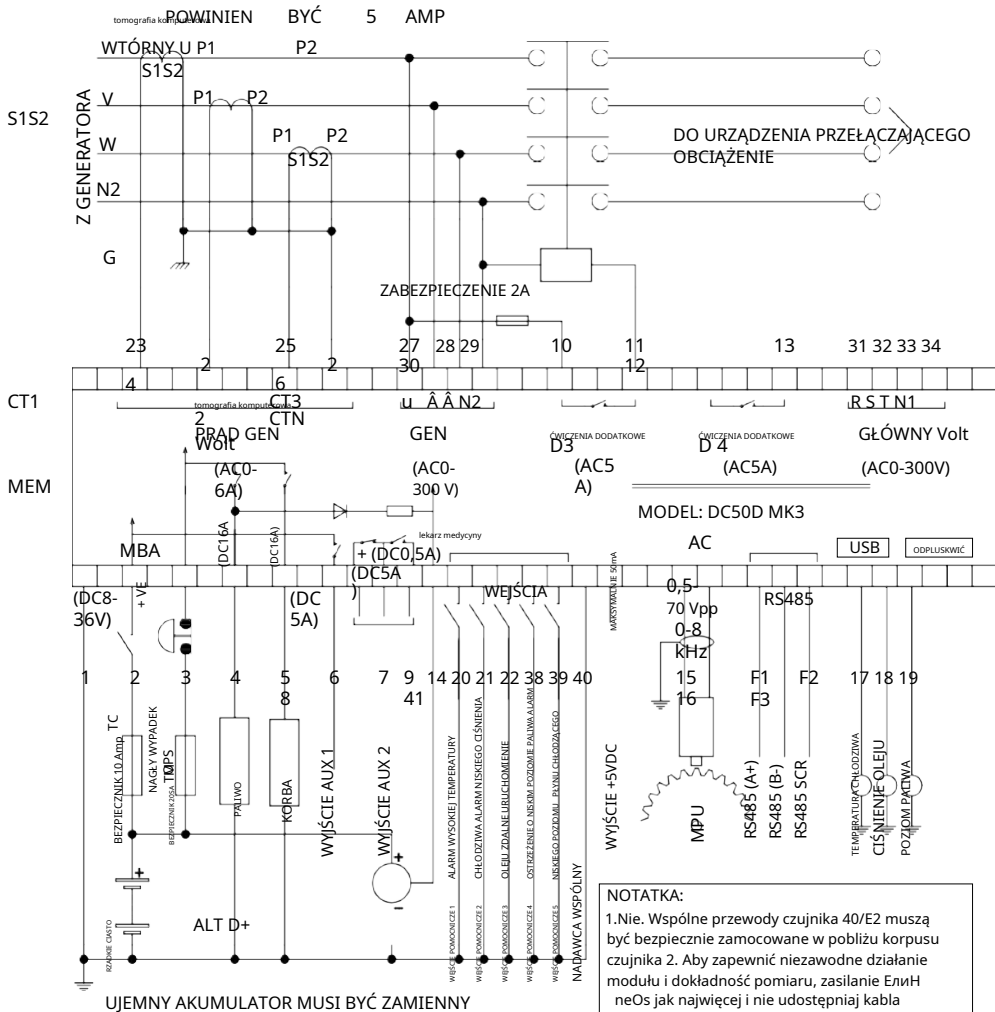 tomografia komputerowa
POWINIEN BYĆ 5 AMP
WTÓRNY U P1 P2
S1S2
V P1 P2
S1S2
Z GENERATORA
W P1 P2
S1S2
DO URZĄDZENIA PRZEŁĄCZAJĄCEGO
OBCIĄŻENIE
N2
G
ZABEZPIECZENIE 2A
23 25 27 28 29 10 11 13 31 32 33 34
2 2 30 12
4 6
CT1 tomografia komputerowa CT3 u Â Â N2 R S T N1
2 CTN
PRĄD GEN GEN ĆWICZENIA DODATKOWE ĆWICZENIA DODATKOWE GŁÓWNY Volt
Wolt D3 D 4
(AC0-
6A)
(AC0-
300 V)
(AC5
A)
(AC5A)
(AC0-300V)
MEM
MODEL: DC50D MK3
lekarz medycyny
MBA (DC16A (DC16A) + (DC0,5A) AC USB ODPLUSKWIĆ
(DC5A
)
(DC8-
36V)
+ VE
(DC
5A)
WEJŚCIA
MAKSYMALNIE 50mA
0,5-
70 Vpp
0-8
kHz
RS485
1 2 3 4 5 6 7 9 14 20 21 22 38 39 40 15 F1 F2 17 18 19
8 41 16 F3
BEZPIECZNIK 10 Amp
TC
NAGŁY WYPADEK
BEZPIECZNIK20SA
PALIWO
KORBA
WYJŚCIE AUX 1
WYJŚCIE AUX 2
ALARM WYSOKIEJ TEMPERATURY
CHŁODZIWA ALARM NISKIEGO CIŚNIENIA
OLEJU ZDALNE URUCHOMIENIE
OSTRZEŻENIE O NISKIM POZIOMIE PALIWA ALARM
NISKIEGO POZIOMU PŁYNU CHŁODZĄCEGO
WYJŚCIE +5VDC
MPU
RS485 (A+)
RS485 (B-)
RS485 SCR
TEMPERATURA CHŁODZIWA
CIŚNIENIE OLEJU
POZIOM PALIWA
+
+
-
RZADKIE CIASTO
ALT D+
WEJŚCIE POMOCNICZE 1
WEJŚCIE POMOCNICZE 2
WEJŚCIE POMOCNICZE 3
WEJŚCIE POMOCNICZE 4
WEJŚCIE POMOCNICZE 5
NADAWCA WSPÓLNY
UJEMNY AKUMULATOR MUSI BYĆ ZAMIENNY
NOTATKA:
1.Nie. Wspólne przewody czujnika 40/E2 muszą
być bezpiecznie zamocowane w pobliżu korpusu
czujnika 2. Aby zapewnić niezawodne działanie
modułu i dokładność pomiaru, zasilanie ЕлиН
neOs jak najwięcej i nie udostępniaj kabla